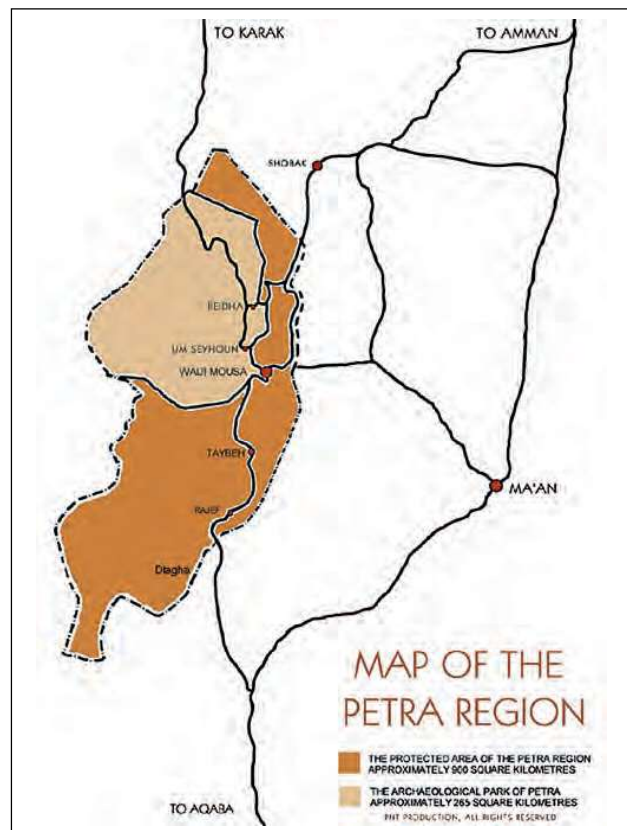 TO KARAK
TO AMMAN
SHOBAK
BEIDHA
UM SEYHOUN
WADI MOUSA
TAYBEH
MA'AN
RAJEF
Dlagha
MAP OF THE
PETRA REGION
THE PROTECTED AREA OF THE PETRA REGION
APPROXIMATELY 900 SQUARE KILOMETRES
THE ARCHAEOLOGICAL PARK OF PETRA
APPROXIMATELY 265 SQUARE KILOMETRES
TO AQABA
PNT PRODUCTION, ALL RIGHTS RESERVED